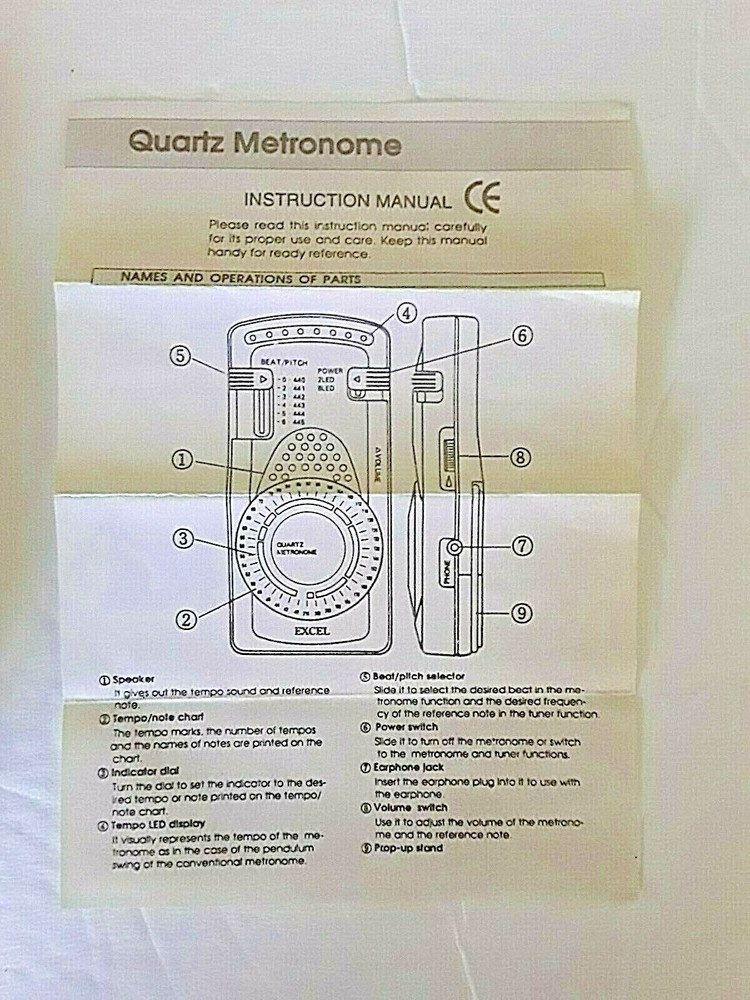 Quartz Metronome
INSTRUCTION MANUAL CE
Please read this instruction manual carefully
for its proper use and care. Keep this manual
handy for ready reference.
NAMES AND OPERATIONS OF PARTS
④
⑥
⑤
BEAT/PITCH
POWER
2LED
8LED
0 440
2 441
3 442
4 443
5 444
6 445
①
△VOLUME
⑧
③
QUARTZ
METRONOME
⑦
PHONE
②
⑨
EXCEL
① Speaker
It gives out the tempo sound and reference
note.
② Tempo/note chart
The tempo marks, the number of tempos
and the names of notes are printed on the
chart.
③ Indicator dial
Turn the dial to set the indicator to the des-
ired tempo or note printed on the tempo/
note chart.
④ Tempo LED display
It visually represents the tempo of the me-
tronome as in the case of the pendulum
swing of the conventional metronome.
⑤ Beat/pitch selector
Slide it to select the desired beat in the me-
tronome function and the desired frequen-
cy of the reference note in the tuner function.
⑥ Power switch
Slide it to turn off the metronome or switch
to the metronome and tuner functions.
⑦ Earphone jack
Insert the earphone plug into it to use with
the earphone.
⑧ Volume switch
Use it to adjust the volume of the metrono-
me and the reference note.
⑨ Prop-up stand